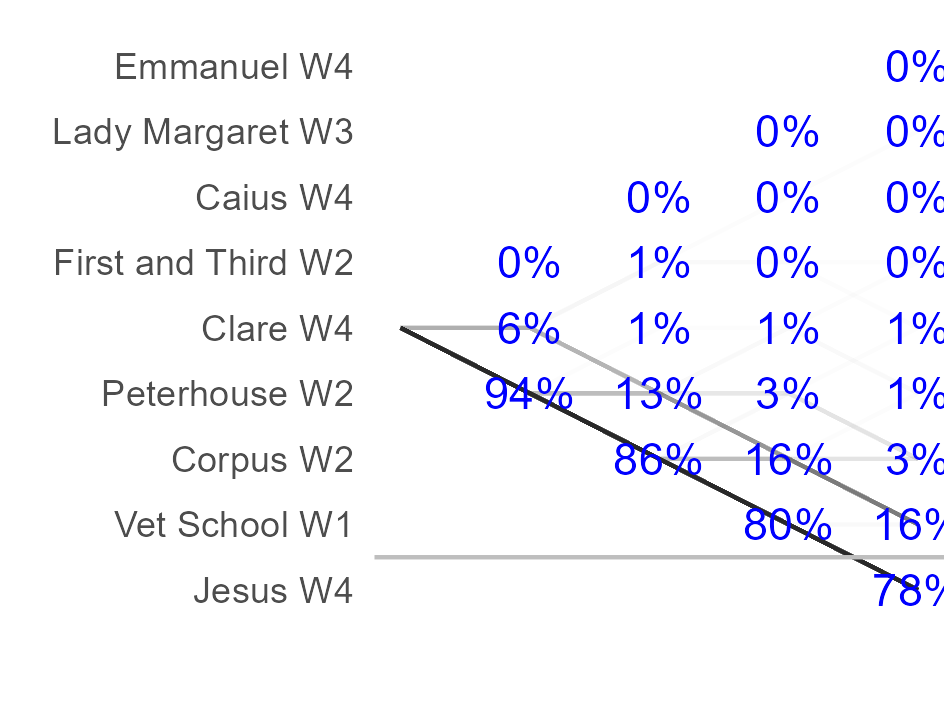 Emmanuel W4 0%
Lady Margaret W3 0% 0%
Caius W4 0% 0% 0%
First and Third W2 0% 1% 0% 0%
Clare W4 6% 1% 1% 1%
Peterhouse W2 94% 13% 3% 1%
Corpus W2 86% 16% 3%
Vet School W1 80% 16%
Jesus W4 78%